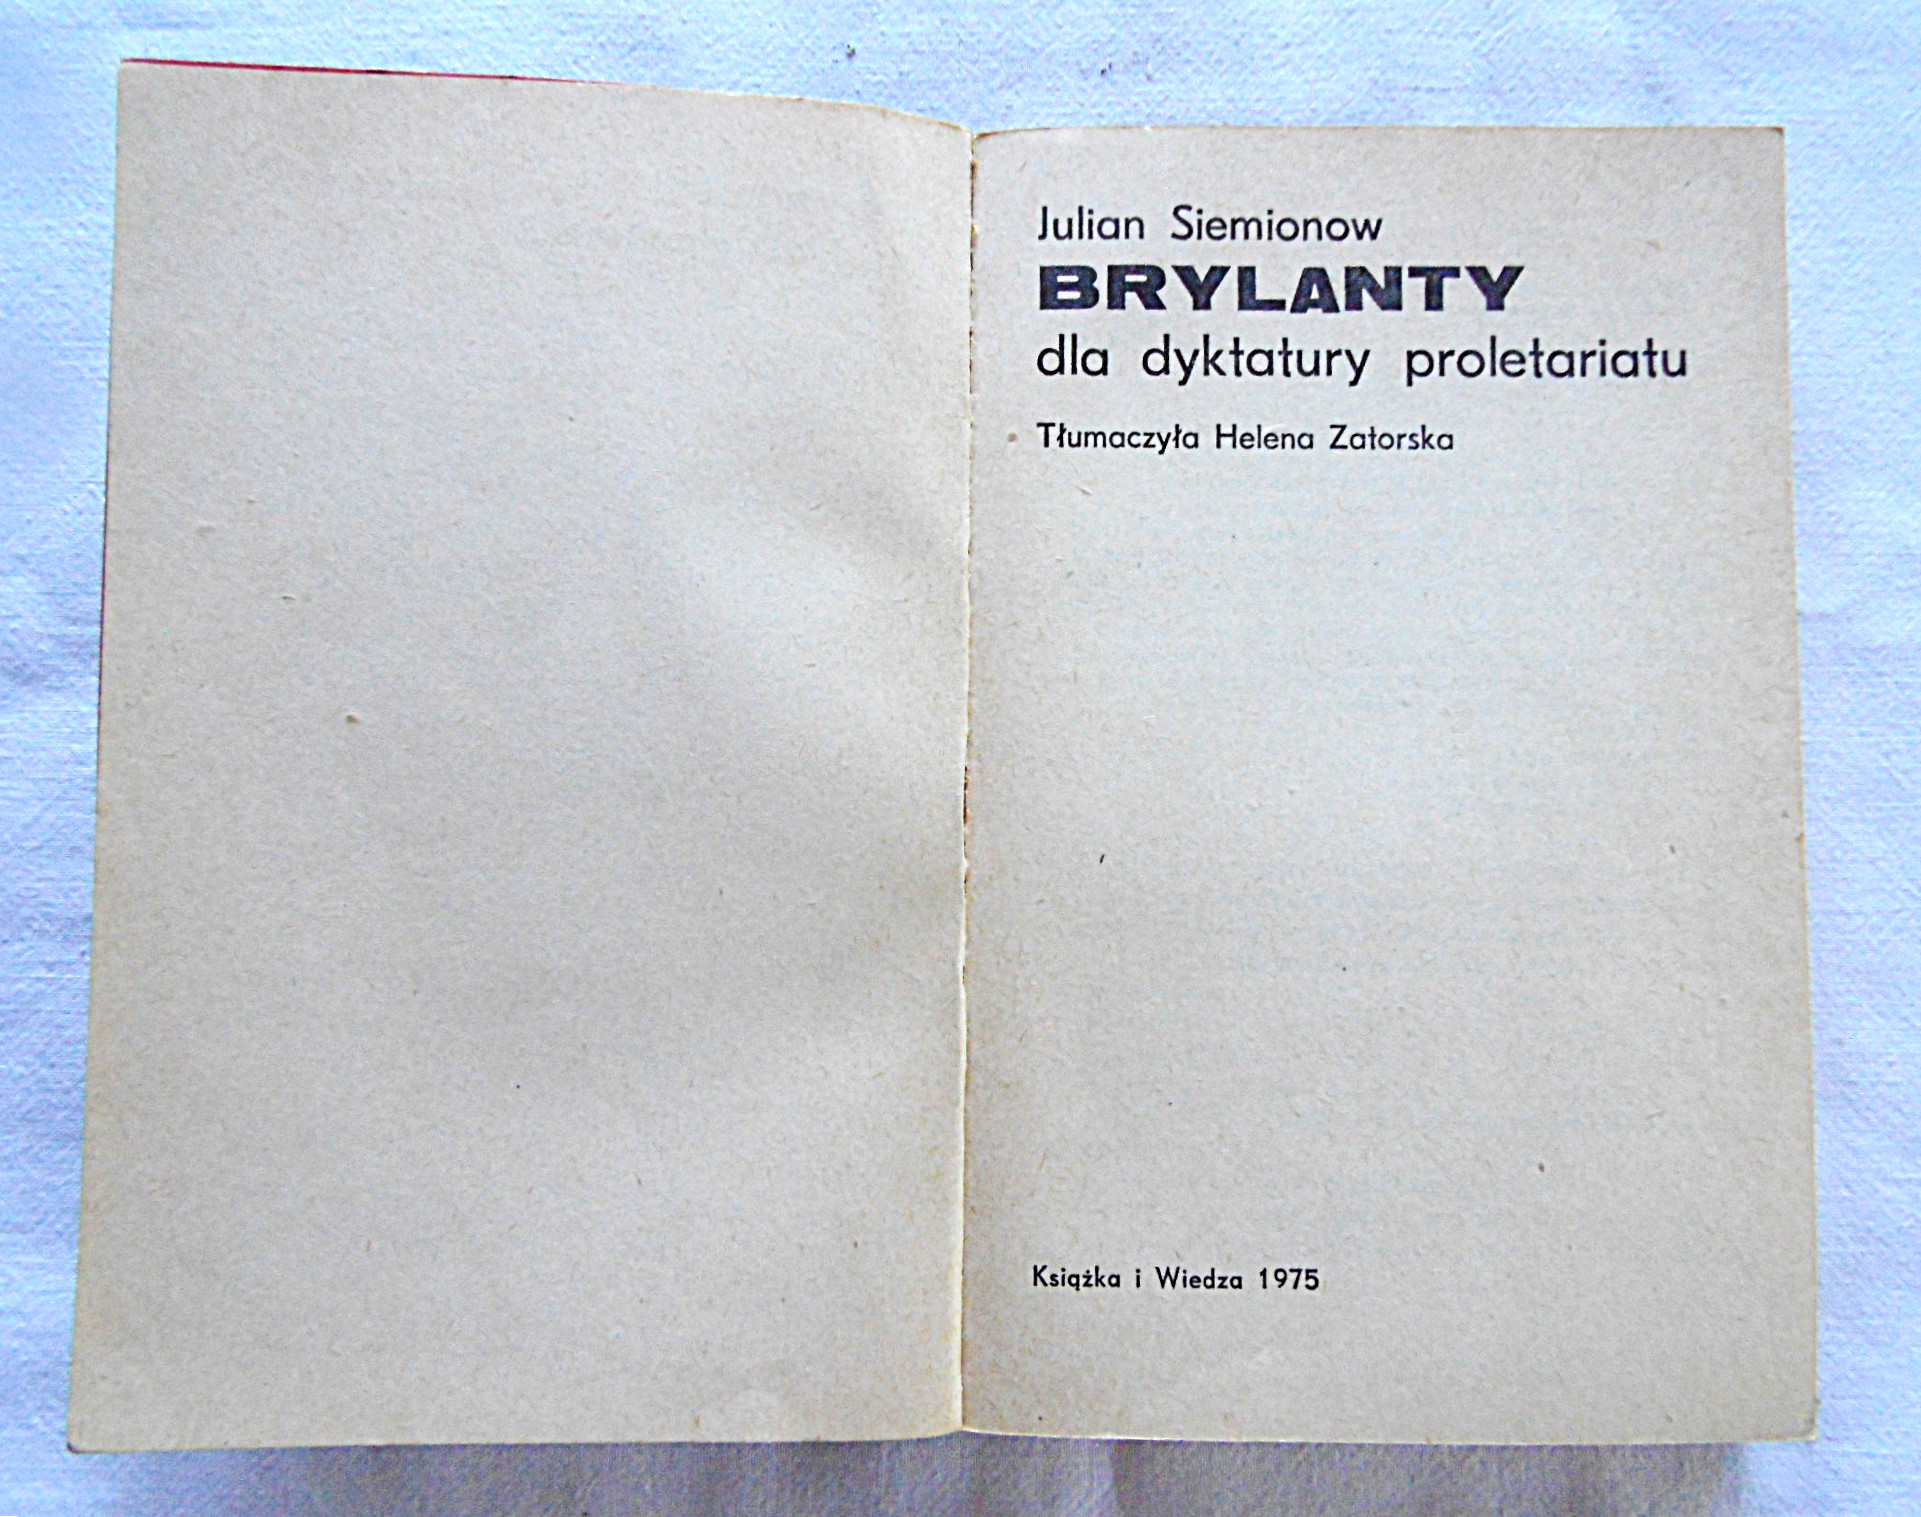 Julian Siemionow
BRYLANTY
dla dyktatury proletariatu
Tłumaczyła Helena Zatorska
Książka i Wiedza 1975